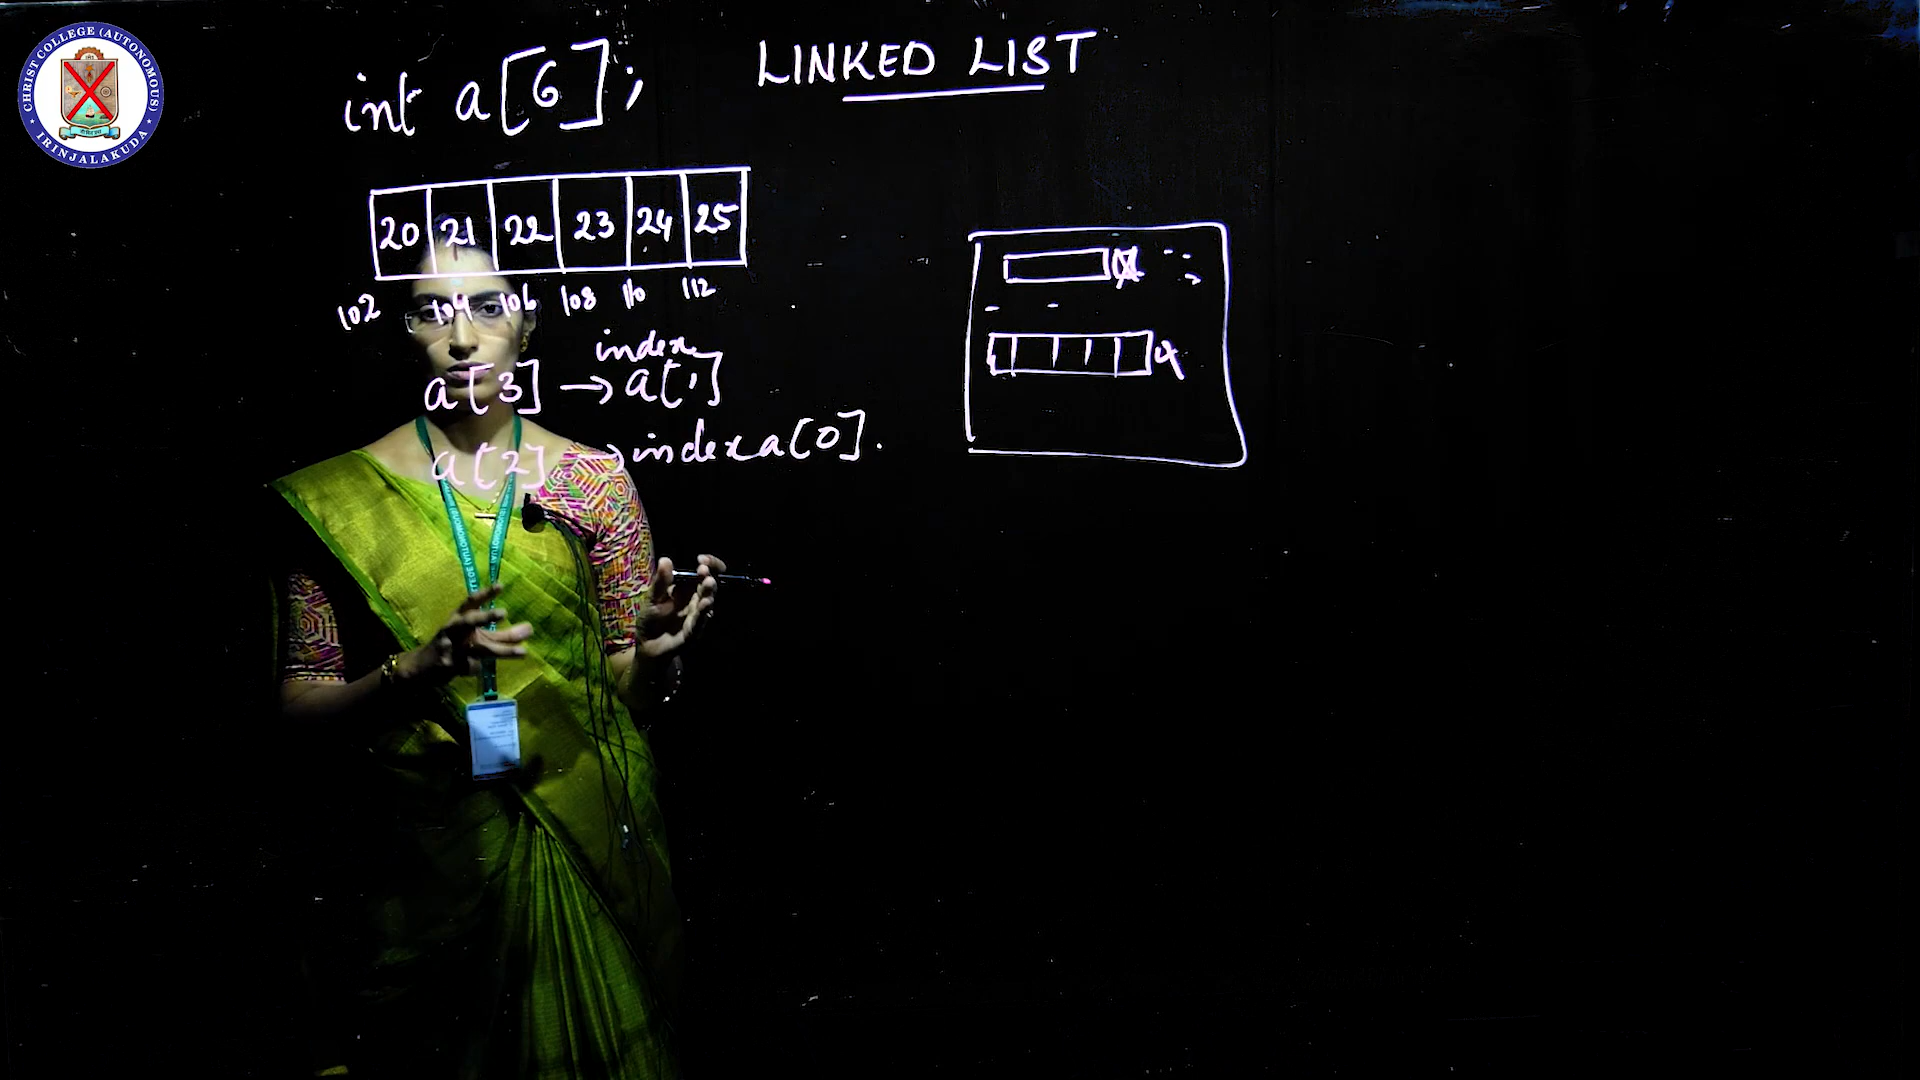 CHRIST COLLEGE (AUTONOMOUS)
IRINJALAKUDA
int a[6];
LINKED LIST
20 21 22 23 24 25
102 104 106 108 110 112
index
a[3] → a[1]
a[2] → index a[0].